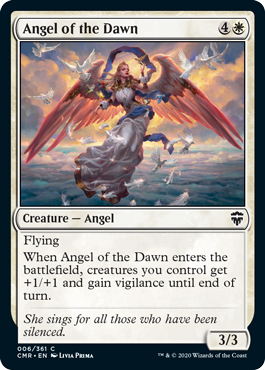 Angel of the Dawn 4
Creature — Angel
Flying
When Angel of the Dawn enters the
battlefield, creatures you control get
+1/+1 and gain vigilance until end
of turn.
She sings for all those who have been
silenced.
3/3
006/361 C
CMR • EN LIVIA PRIMA
™ & © 2020 Wizards of the Coast